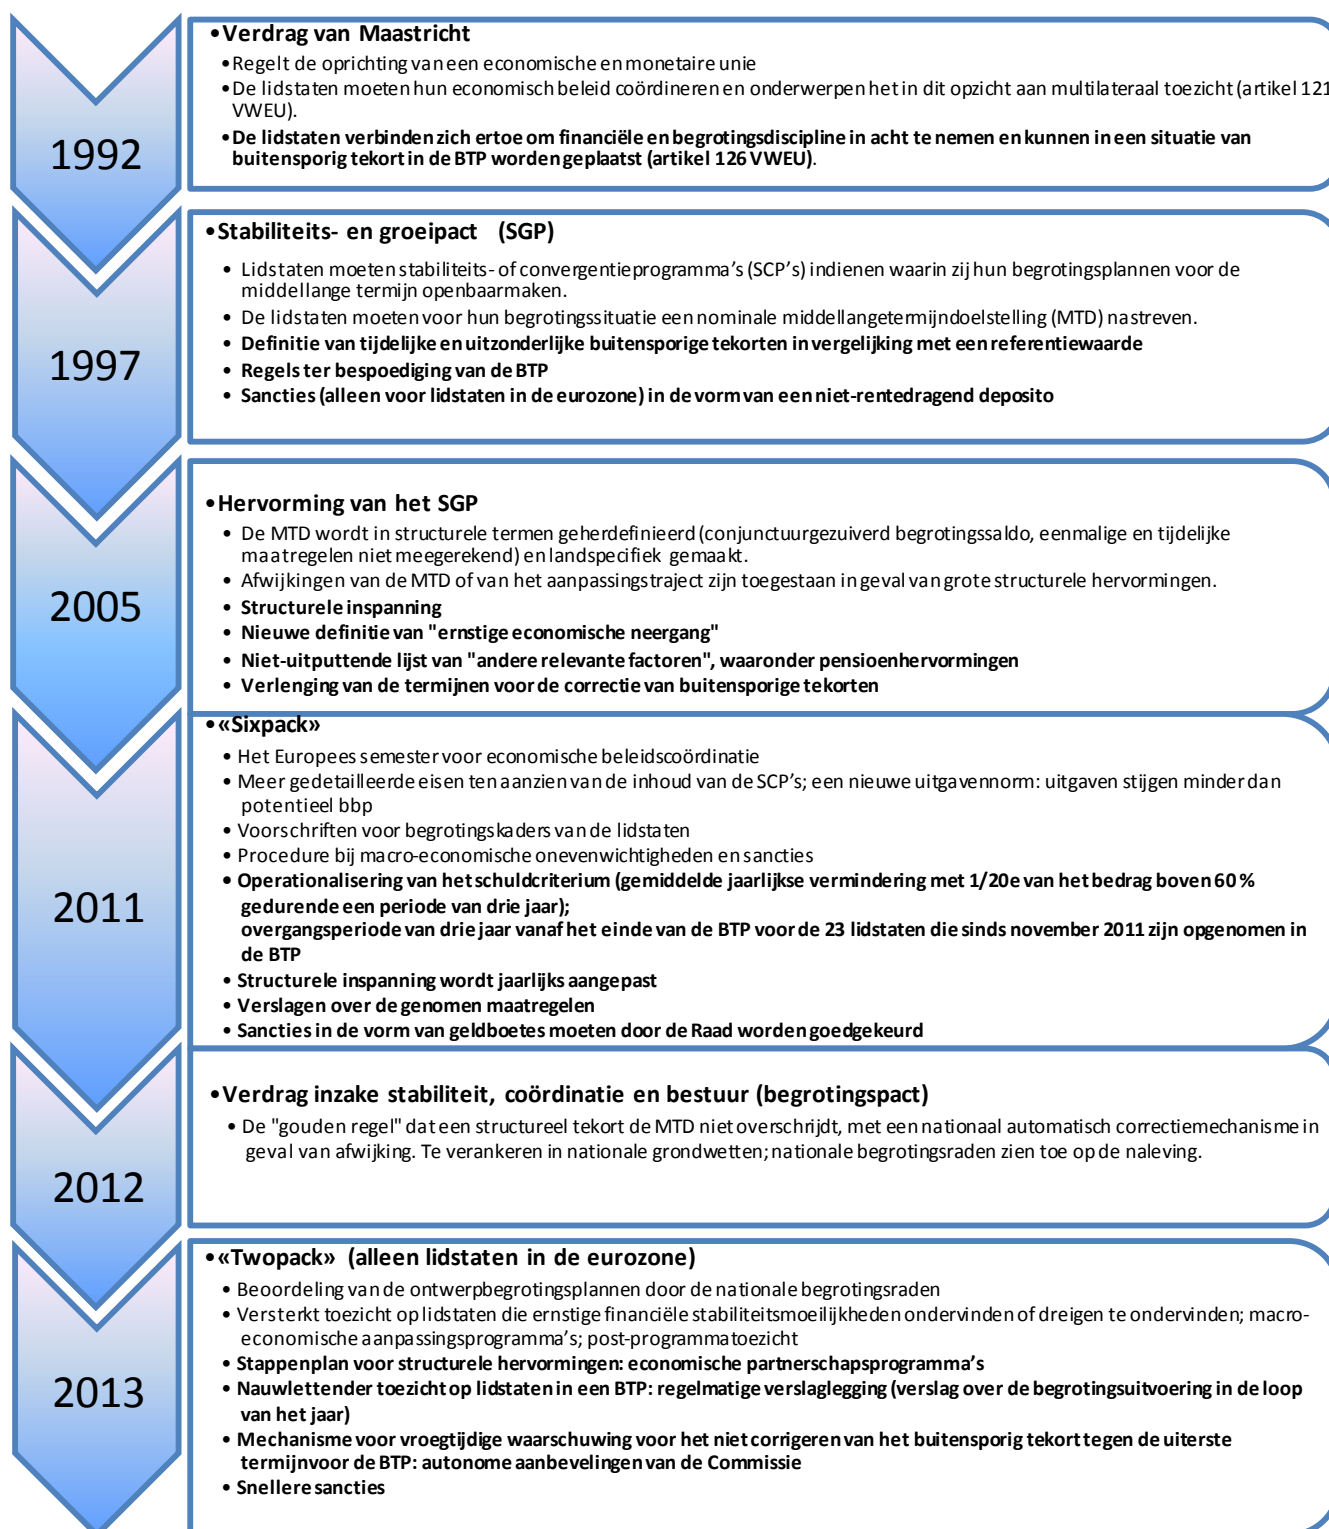 1992
•Verdrag van Maastricht
•Regelt de oprichting van een economische en monetaire unie
•De lidstaten moeten hun economisch beleid coördineren en onderwerpen het in dit opzicht aan multilateraal toezicht (artikel 121
VWEU).
•De lidstaten verbinden zich ertoe om financiële en begrotingsdiscipline in acht te nemen en kunnen in een situatie van
buitensporig tekort in de BTP worden geplaatst (artikel 126 VWEU).
1997
•Stabiliteits- en groeipact (SGP)
• Lidstaten moeten stabiliteits- of convergentieprogramma’s (SCP’s) indienen waarin zij hun begrotingsplannen voor de
middellange termijn openbaar maken.
• De lidstaten moeten voor hun begrotingssituatie een nominale middellangetermijndoelstelling (MTD) nastreven.
• Definitie van tijdelijke en uitzonderlijke buitensporige tekorten in vergelijking met een referentiewaarde
• Regels ter bespoediging van de BTP
• Sancties (alleen voor lidstaten in de eurozone) in de vorm van een niet-rentedragend deposito
2005
•Hervorming van het SGP
• De MTD wordt in structurele termen geherdefinieerd (conjunctuurgezuiverd begrotingssaldo, eenmalige en tijdelijke
maatregelen niet meegerekend) en landspecifiek gemaakt.
• Afwijkingen van de MTD of van het aanpassingstraject zijn toegestaan in geval van grote structurele hervormingen.
• Structurele inspanning
• Nieuwe definitie van "ernstige economische neergang"
• Niet-uitputtende lijst van "andere relevante factoren", waaronder pensioenhervormingen
• Verlenging van de termijnen voor de correctie van buitensporige tekorten
2011
•«Sixpack»
• Het Europees semester voor economische beleidscoördinatie
• Meer gedetailleerde eisen ten aanzien van de inhoud van de SCP’s; een nieuwe uitgavennorm: uitgaven stijgen minder dan
potentieel bbp
• Voorschriften voor begrotingskaders van de lidstaten
• Procedure bij macro-economische onevenwichtigheden en sancties
• Operationalisering van het schuldcriterium (gemiddelde jaarlijkse vermindering met 1/20e van het bedrag boven 60 %
gedurende een periode van drie jaar);
overgangsperiode van drie jaar vanaf het einde van de BTP voor de 23 lidstaten die sinds november 2011 zijn opgenomen in
de BTP
• Structurele inspanning wordt jaarlijks aangepast
• Verslagen over de genomen maatregelen
• Sancties in de vorm van geldboetes moeten door de Raad worden goedgekeurd
2012
•Verdrag inzake stabiliteit, coördinatie en bestuur (begrotingspact)
• De "gouden regel" dat een structureel tekort de MTD niet overschrijdt, met een nationaal automatisch correctiemechanisme in
geval van afwijking. Te verankeren in nationale grondwetten; nationale begrotingsraden zien toe op de naleving.
2013
•«Twopack» (alleen lidstaten in de eurozone)
• Beoordeling van de ontwerpbegrotingsplannen door de nationale begrotingsraden
• Versterkt toezicht op lidstaten die ernstige financiële stabiliteitsmoeilijkheden ondervinden of dreigen te ondervinden; macro-
economische aanpassingsprogramma’s; post-programmatoezicht
• Stappenplan voor structurele hervormingen: economische partnerschapsprogramma’s
• Nauwlettender toezicht op lidstaten in een BTP: regelmatige verslaglegging (verslag over de begrotingsuitvoering in de loop
van het jaar)
• Mechanisme voor vroegtijdige waarschuwing voor het niet corrigeren van het buitensporig tekort tegen de uiterste
termijnvoor de BTP: autonome aanbevelingen van de Commissie
• Snellere sancties